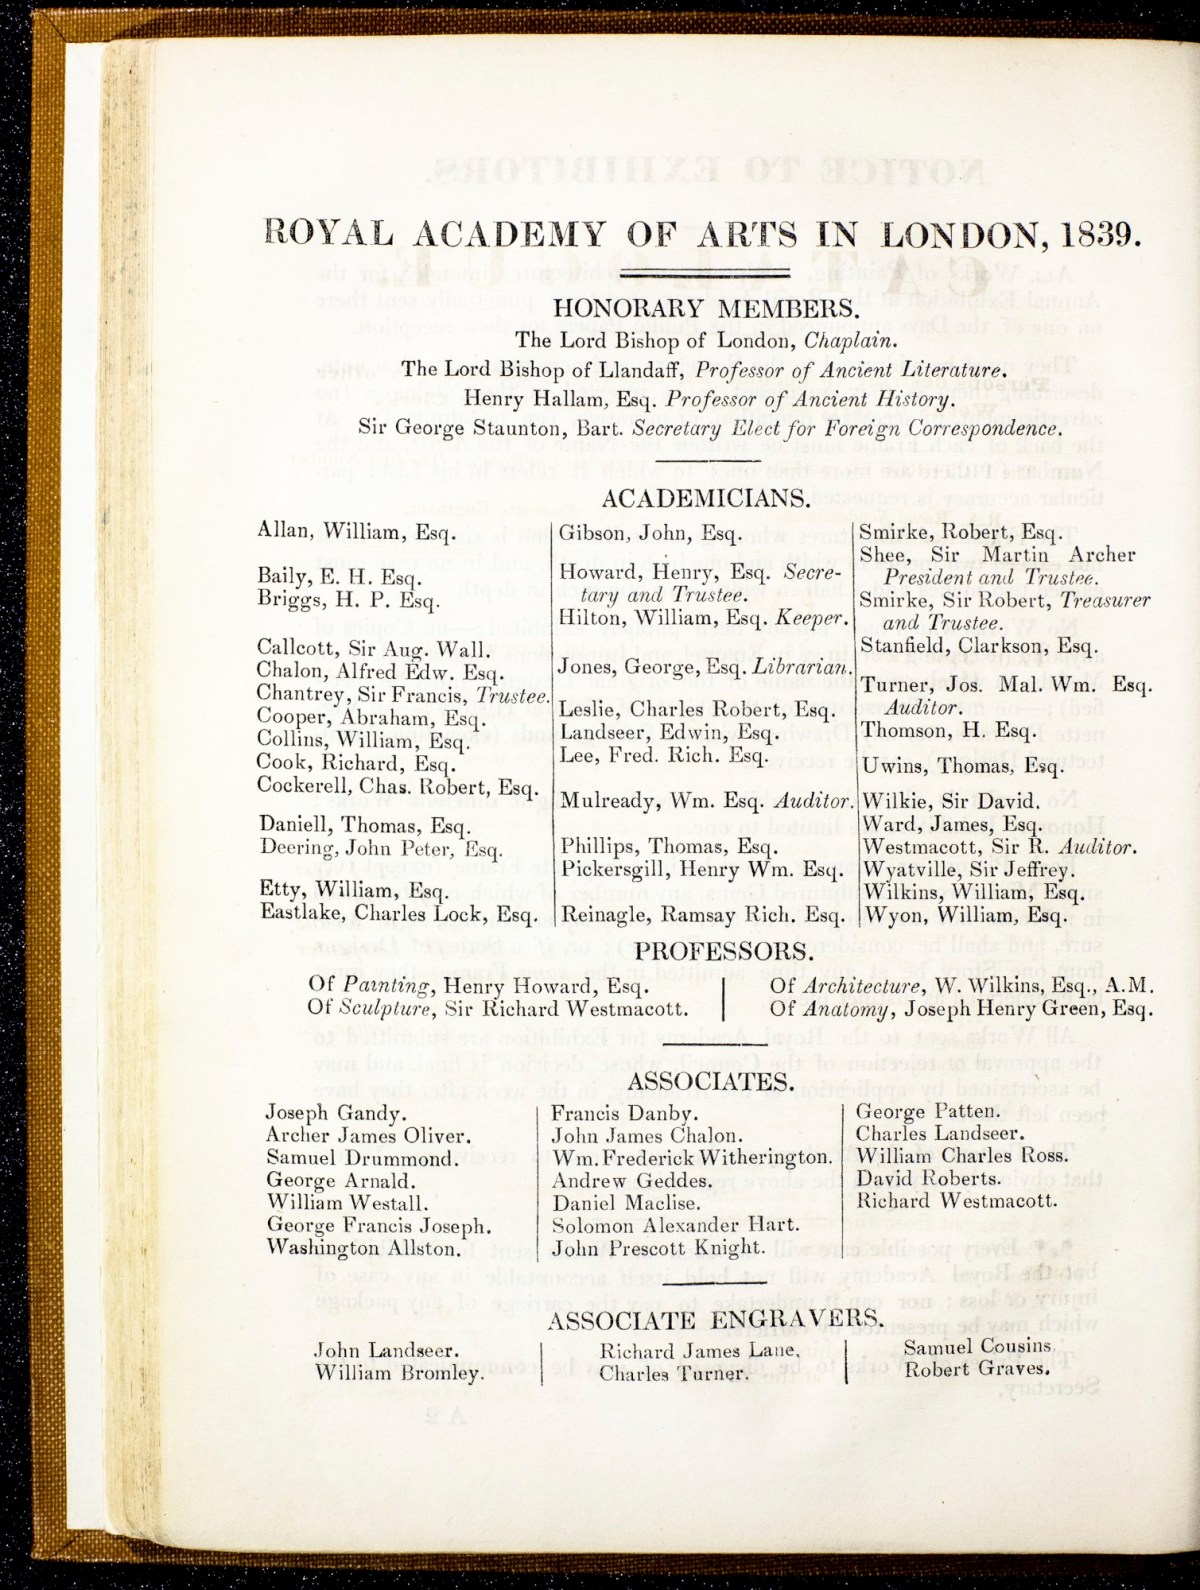 ROYAL ACADEMY OF ARTS IN LONDON, 1839.
HONORARY MEMBERS.
The Lord Bishop of London, Chaplain.
The Lord Bishop of Llandaff, Professor of Ancient Literature.
Henry Hallam, Esq. Professor of Ancient History.
Sir George Staunton, Bart. Secretary Elect for Foreign Correspondence.
ACADEMICIANS.
Allan, William, Esq.
Baily, E. H. Esq.
Briggs, H. P. Esq.
Callcott, Sir Aug. Wall.
Chalon, Alfred Edw. Esq.
Chantrey, Sir Francis, Trustee.
Cooper, Abraham, Esq.
Collins, William, Esq.
Cook, Richard, Esq.
Cockerell, Chas. Robert, Esq.
Daniell, Thomas, Esq.
Deering, John Peter, Esq.
Etty, William, Esq.
Eastlake, Charles Lock, Esq.
Gibson, John, Esq.
Howard, Henry, Esq. Secre-
tary and Trustee.
Hilton, William, Esq. Keeper.
Jones, George, Esq. Librarian.
Leslie, Charles Robert, Esq.
Landseer, Edwin, Esq.
Lee, Fred. Rich. Esq.
Mulready, Wm. Esq. Auditor.
Phillips, Thomas, Esq.
Pickersgill, Henry Wm. Esq.
Reinagle, Ramsay Rich. Esq.
Smirke, Robert, Esq.
Shee, Sir Martin Archer
President and Trustee.
Smirke, Sir Robert, Treasurer
and Trustee.
Stanfield, Clarkson, Esq.
Turner, Jos. Mal. Wm. Esq.
Auditor.
Thomson, H. Esq.
Uwins, Thomas, Esq.
Wilkie, Sir David.
Ward, James, Esq.
Westmacott, Sir R. Auditor.
Wyatville, Sir Jeffrey.
Wilkins, William, Esq.
Wyon, William, Esq.
PROFESSORS.
Of Painting, Henry Howard, Esq.
Of Sculpture, Sir Richard Westmacott.
Of Architecture, W. Wilkins, Esq., A.M.
Of Anatomy, Joseph Henry Green, Esq.
ASSOCIATES.
Joseph Gandy.
Archer James Oliver.
Samuel Drummond.
George Arnald.
William Westall.
George Francis Joseph.
Washington Allston.
Francis Danby.
John James Chalon.
Wm. Frederick Witherington.
Andrew Geddes.
Daniel Maclise.
Solomon Alexander Hart.
John Prescott Knight.
George Patten.
Charles Landseer.
William Charles Ross.
David Roberts.
Richard Westmacott.
ASSOCIATE ENGRAVERS.
John Landseer.
William Bromley.
Richard James Lane.
Charles Turner.
Samuel Cousins
Robert Graves.